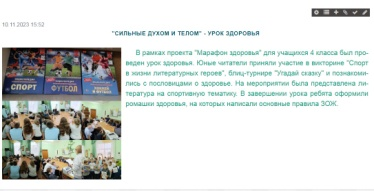 10.11.2023 15:52
"СИЛЬНЫЕ ДУХОМ И ТЕЛОМ" - УРОК ЗДОРОВЬЯ
В рамках проекта "Марафон здоровья" для учащихся 4 класса был про-
веден урок здоровья. Юные читатели приняли участие в викторине "Спорт
в жизни литературных героев", блиц-турнире "Угадай сказку" и познакоми-
лись с пословицами о здоровье. На мероприятии была представлена ли-
тература на спортивную тематику. В завершении урока ребята оформили
ромашки здоровья, на которых написали основные правила ЗОЖ.
СПОРТ
ФУТБОЛ